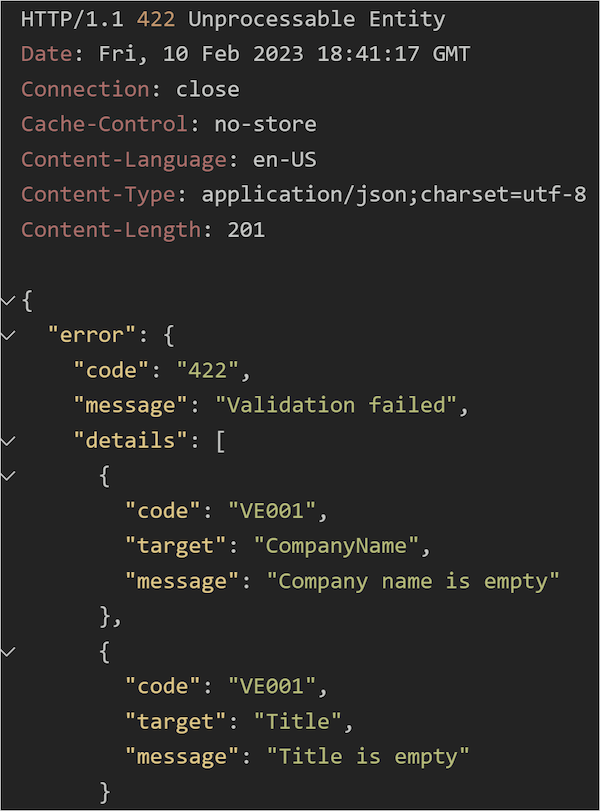 HTTP/1.1 422 Unprocessable Entity
Date: Fri, 10 Feb 2023 18:41:17 GMT
Connection: close
Cache-Control: no-store
Content-Language: en-US
Content-Type: application/json;charset=utf-8
Content-Length: 201

{
  "error": {
    "code": "422",
    "message": "Validation failed",
    "details": [
      {
        "code": "VE001",
        "target": "CompanyName",
        "message": "Company name is empty"
      },
      {
        "code": "VE001",
        "target": "Title",
        "message": "Title is empty"
      }